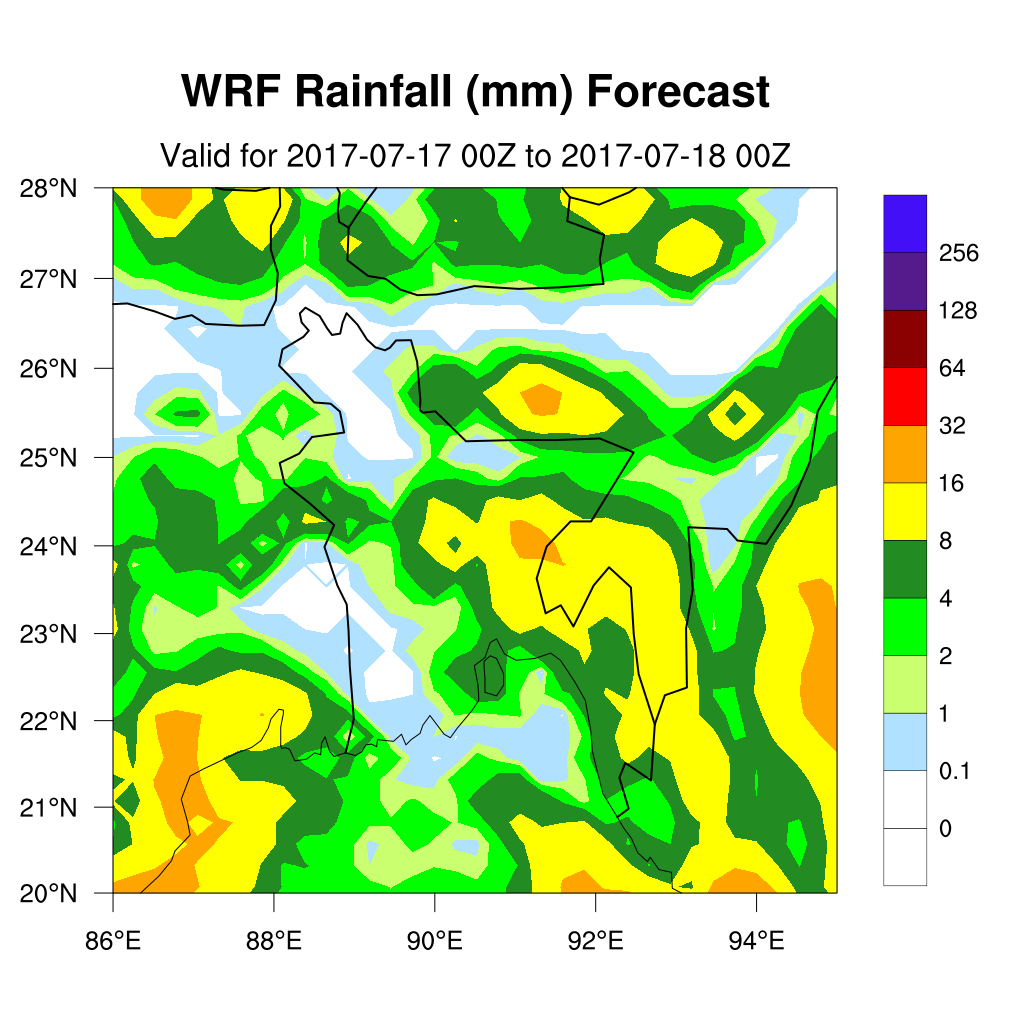 WRF Rainfall (mm) Forecast
Valid for 2017-07-17 00Z to 2017-07-18 00Z
28°N
27°N
26°N
25°N
24°N
23°N
22°N
21°N
20°N
86°E 88°E 90°E 92°E 94°E
256
128
64
32
16
8
4
2
1
0.1
0